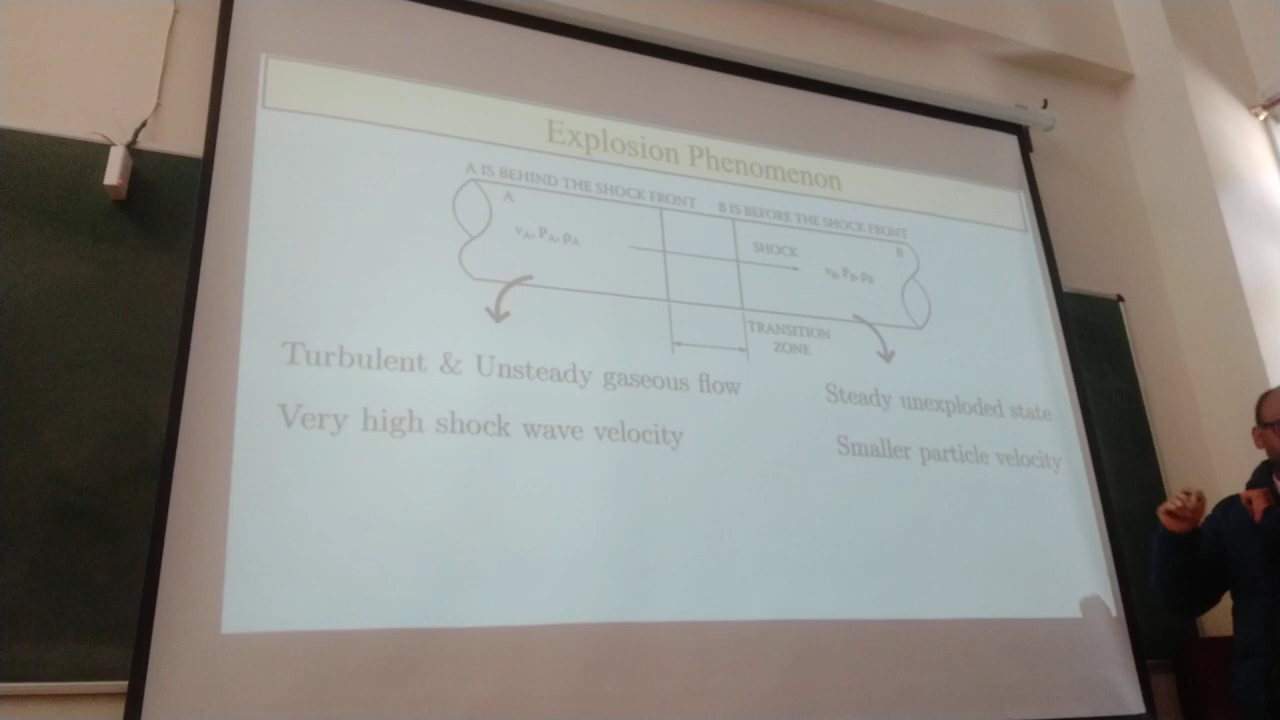 Explosion Phenomenon
A IS BEHIND THE SHOCK FRONT
B IS BEFORE THE SHOCK FRONT
A
B
SHOCK
TRANSITION
ZONE
Turbulent & Unsteady gaseous flow
Very high shock wave velocity
Steady unexploded state
Smaller particle velocity